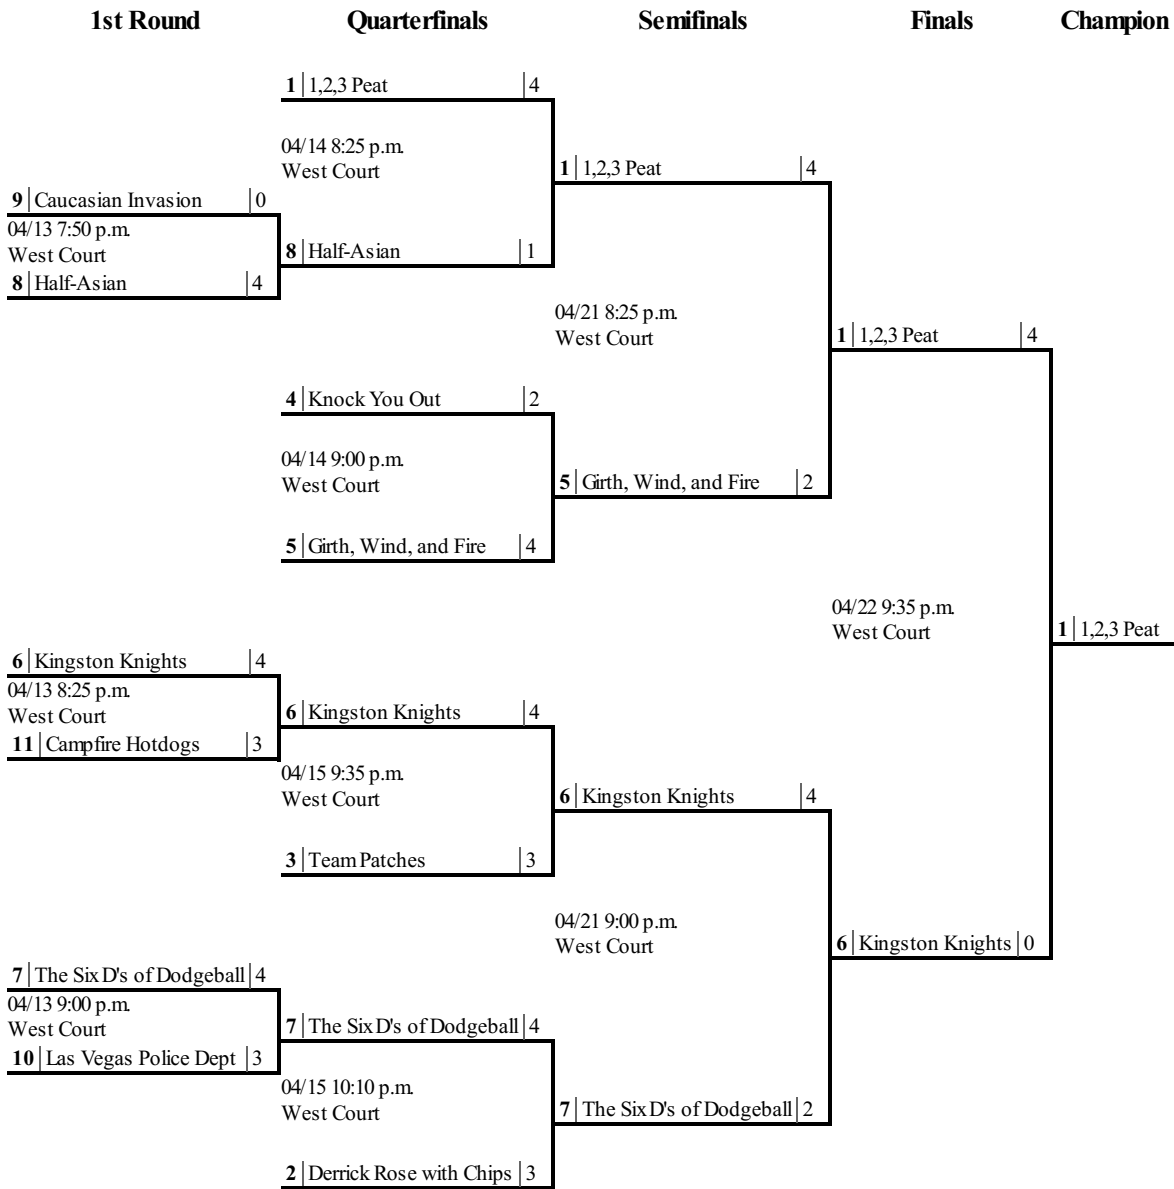 1st Round Quarterfinals Semifinals Finals Champion
1 1,2,3 Peat 4
04/14 8:25 p.m.
West Court
1 1,2,3 Peat 4
9 Caucasian Invasion 0
04/13 7:50 p.m.
West Court
8 Half-Asian 1
8 Half-Asian 4
04/21 8:25 p.m.
West Court
1 1,2,3 Peat 4
4 Knock You Out 2
04/14 9:00 p.m.
West Court
5 Girth, Wind, and Fire 2
5 Girth, Wind, and Fire 4
04/22 9:35 p.m.
West Court
1 1,2,3 Peat
6 Kingston Knights 4
04/13 8:25 p.m.
West Court
6 Kingston Knights 4
11 Campfire Hotdogs 3
04/15 9:35 p.m.
West Court
6 Kingston Knights 4
3 Team Patches 3
04/21 9:00 p.m.
West Court
6 Kingston Knights 0
7 The Six D's of Dodgeball 4
04/13 9:00 p.m.
West Court
7 The Six D's of Dodgeball 4
10 Las Vegas Police Dept 3
04/15 10:10 p.m.
West Court
7 The Six D's of Dodgeball 2
2 Derrick Rose with Chips 3